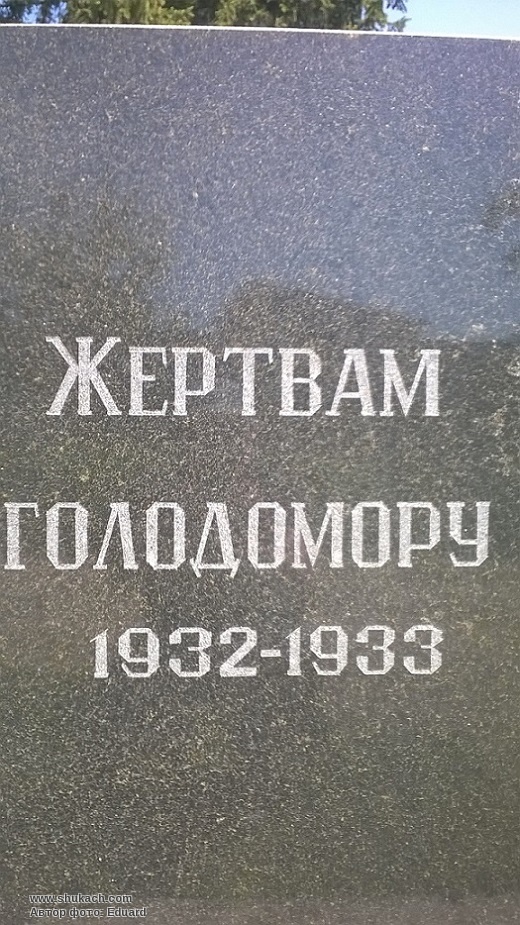 ЖЕРТВАМ
ГОЛОДОМОРУ
1932-1933
www.shukach.com
Автор фото: Eduard